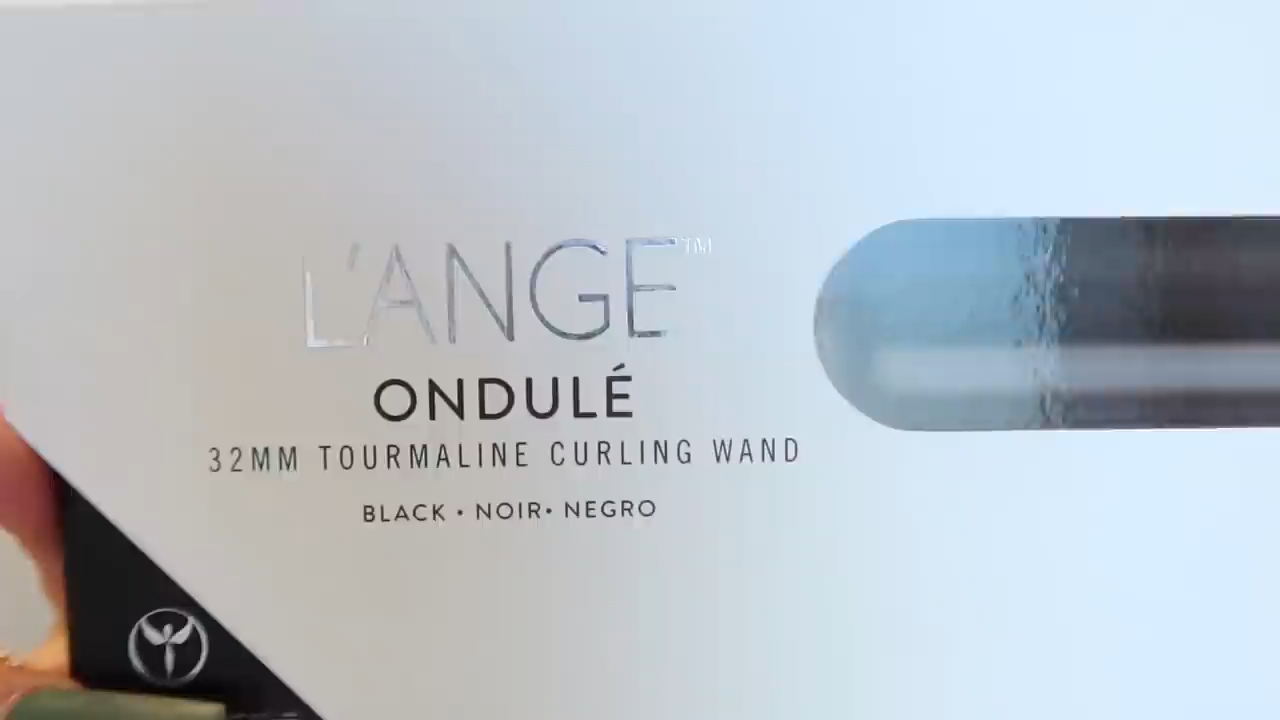 L'ANGE™
ONDULÉ
32MM TOURMALINE CURLING WAND
BLACK • NOIR• NEGRO